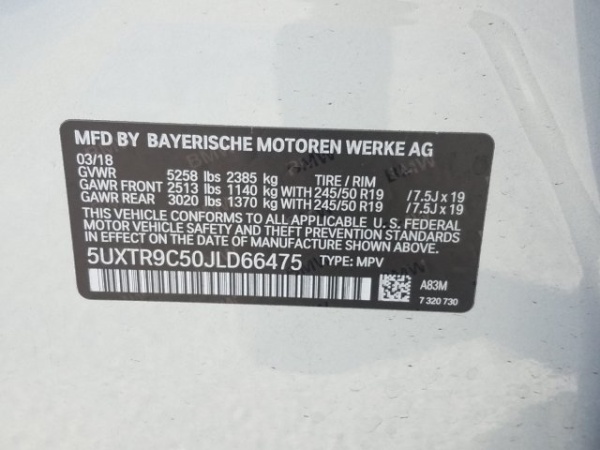 MFD BY BAYERISCHE MOTOREN WERKE AG
03/18
GVWR 5258 lbs 2385 kg TIRE / RIM
GAWR FRONT 2513 lbs 1140 kg WITH 245/50 R19 / 7.5J x 19
GAWR REAR 3020 lbs 1370 kg WITH 245/50 R19 / 7.5J x 19
THIS VEHICLE CONFORMS TO ALL APPLICABLE U.S. FEDERAL
MOTOR VEHICLE SAFETY, BUMPER, AND THEFT PREVENTION
STANDARDS IN EFFECT ON THE DATE OF MANUFACTURE SHOWN ABOVE.
5UXTR9C50JLD66475 TYPE: MPV
A83M
7 320 730